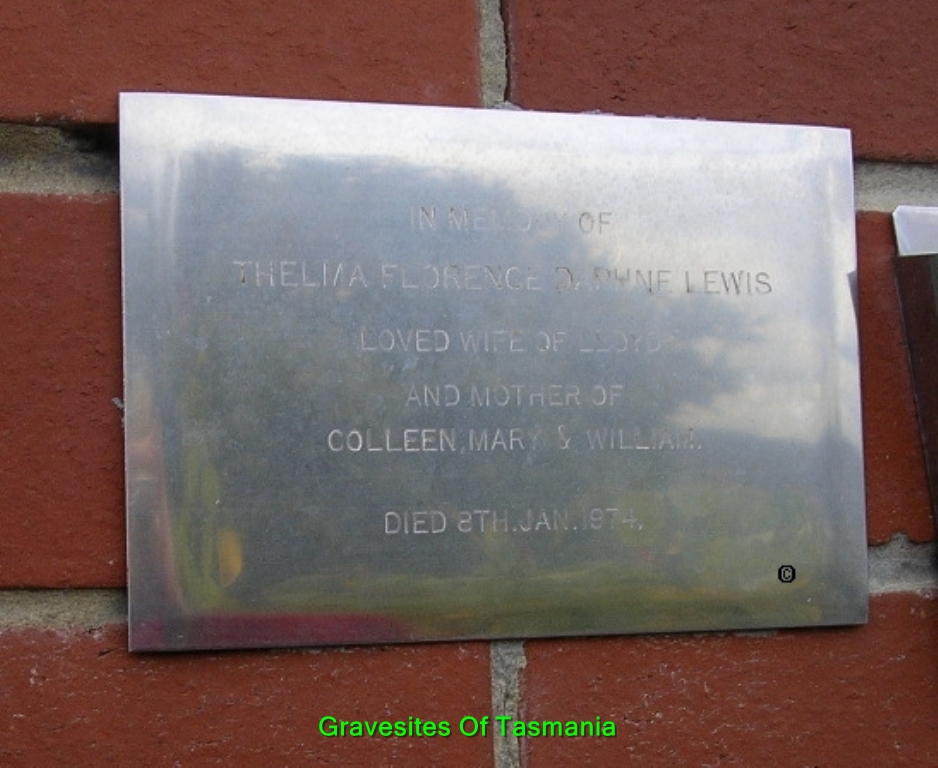 IN MEMORY OF
THELMA FLORENCE DAPHNE LEWIS
LOVED WIFE OF LLOYD
AND MOTHER OF
COLLEEN, MARY & WILLIAM.
DIED 8TH.JAN.1974.
©
Gravesites Of Tasmania